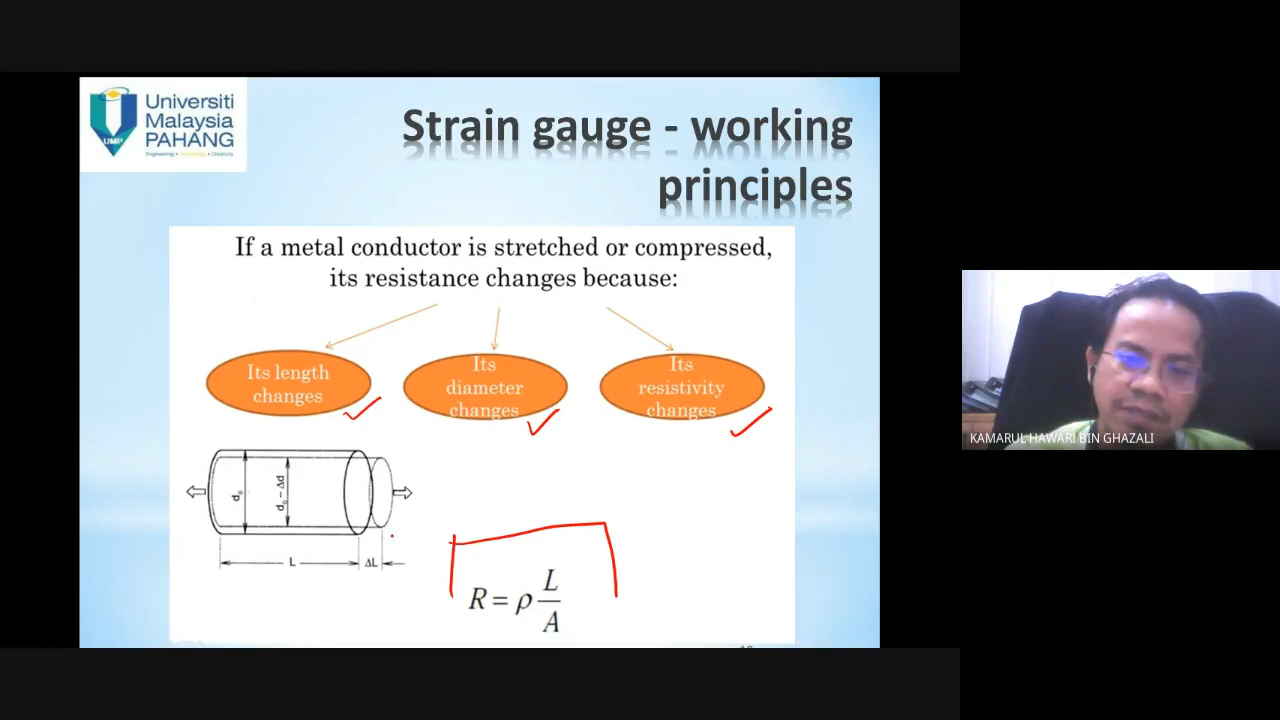 Universiti
Malaysia
PAHANG
UMP
Engineering • Technology • Creativity
Strain gauge - working
principles
If a metal conductor is stretched or compressed,
its resistance changes because:
Its length
changes
Its
diameter
changes
Its
resistivity
changes
d₀
d₀ – Δd
L
ΔL
R = ρ L/A
KAMARUL HAWARI BIN GHAZALI